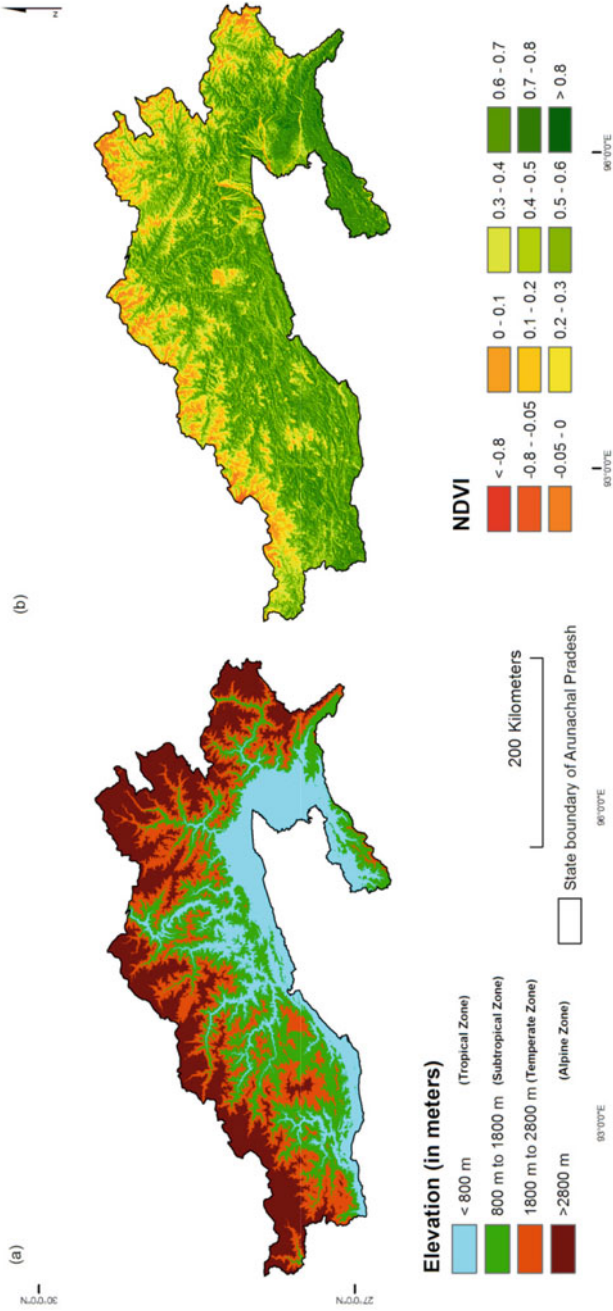 (a)
(b)
N
30°0'0"N
27°0'0"N
93°0'0"E
96°0'0"E
93°0'0"E
96°0'0"E
Elevation (in meters)
< 800 m (Tropical Zone)
800 m to 1800 m (Subtropical Zone)
1800 m to 2800 m (Temperate Zone)
>2800 m (Alpine Zone)
200 Kilometers
State boundary of Arunachal Pradesh
NDVI
< -0.8
-0.8 - -0.05
-0.05 - 0
0 - 0.1
0.1 - 0.2
0.2 - 0.3
0.3 - 0.4
0.4 - 0.5
0.5 - 0.6
0.6 - 0.7
0.7 - 0.8
> 0.8